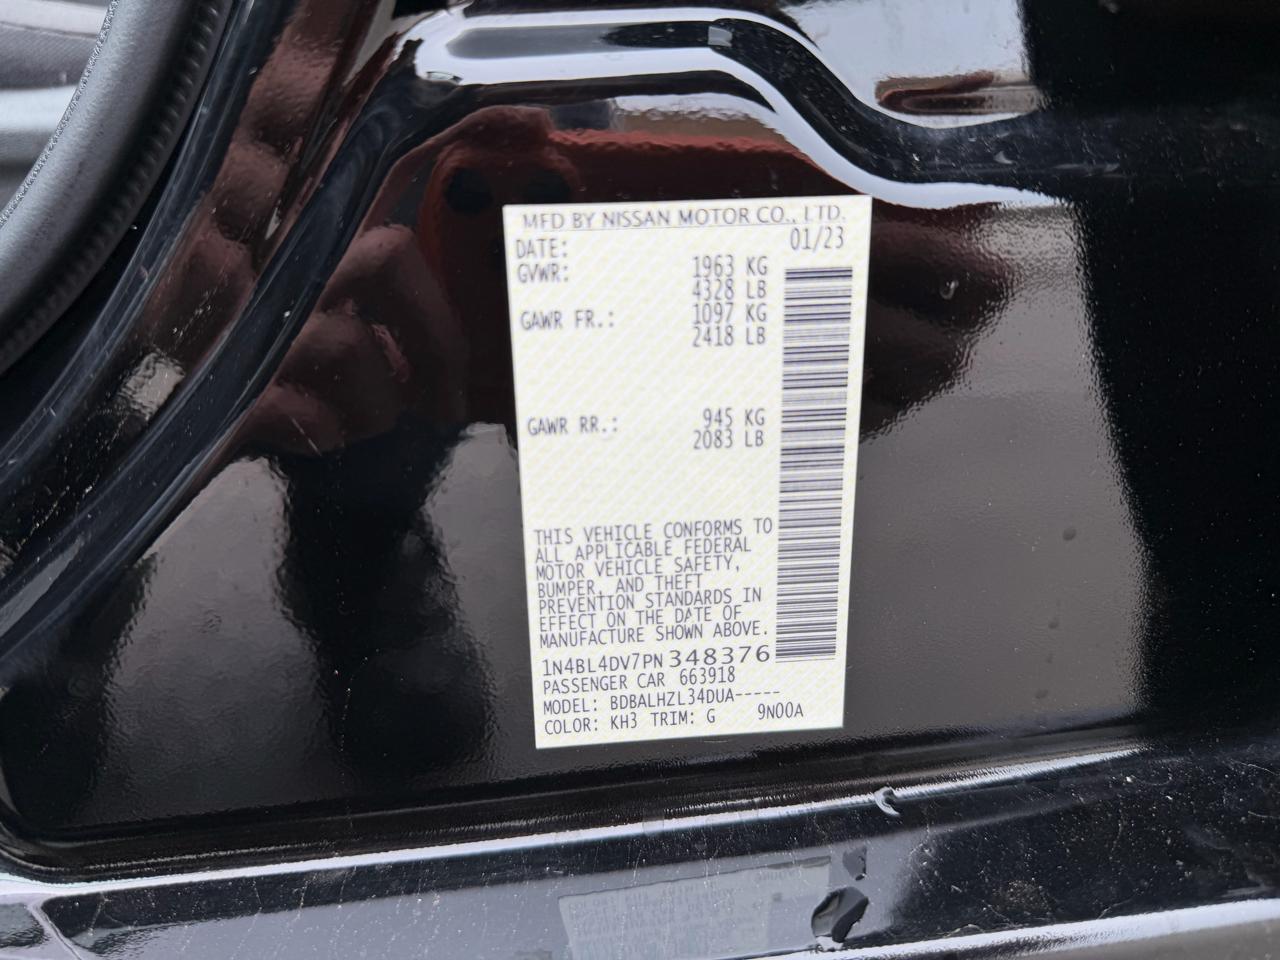 MFD BY NISSAN MOTOR CO., LTD.
DATE: 01/23
GVWR: 1963 KG
4328 LB
GAWR FR.: 1097 KG
2418 LB
GAWR RR.: 945 KG
2083 LB
THIS VEHICLE CONFORMS TO
ALL APPLICABLE FEDERAL
MOTOR VEHICLE SAFETY,
BUMPER, AND THEFT
PREVENTION STANDARDS IN
EFFECT ON THE DATE OF
MANUFACTURE SHOWN ABOVE.
1N4BL4DV7PN348376
PASSENGER CAR 663918
MODEL: BDBALHZL34DUA-----
COLOR: KH3 TRIM: G 9N00A